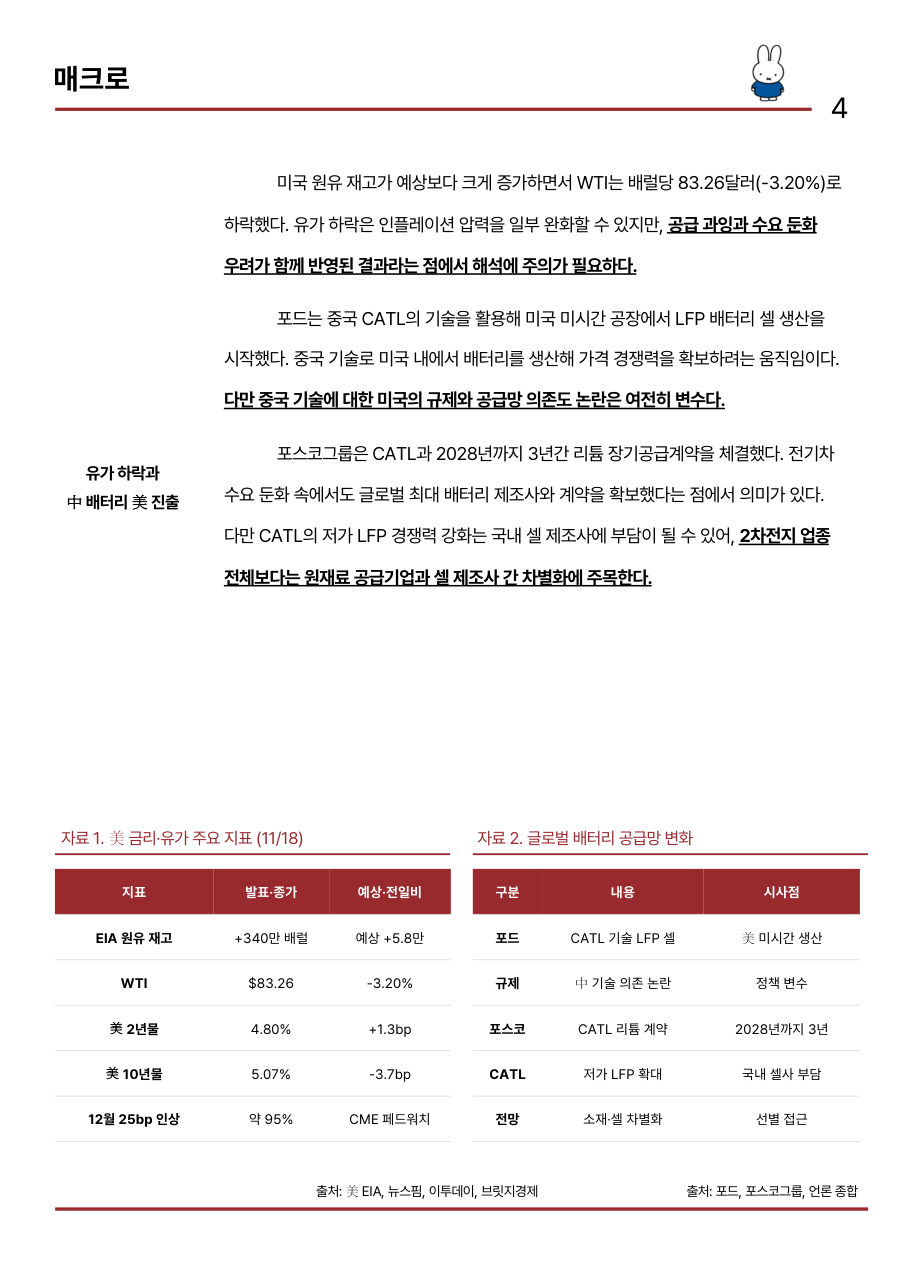 매크로
4
미국 원유 재고가 예상보다 크게 증가하면서 WTI는 배럴당 83.26달러(-3.20%)로
하락했다. 유가 하락은 인플레이션 압력을 일부 완화할 수 있지만, 공급 과잉과 수요 둔화
우려가 함께 반영된 결과라는 점에서 해석에 주의가 필요하다.
포드는 중국 CATL의 기술을 활용해 미국 미시간 공장에서 LFP 배터리 셀 생산을
시작했다. 중국 기술로 미국 내에서 배터리를 생산해 가격 경쟁력을 확보하려는 움직임이다.
다만 중국 기술에 대한 미국의 규제와 공급망 의존도 논란은 여전히 변수다.
유가 하락과
中 배터리 美 진출
포스코그룹은 CATL과 2028년까지 3년간 리튬 장기공급계약을 체결했다. 전기차
수요 둔화 속에서도 글로벌 최대 배터리 제조사와 계약을 확보했다는 점에서 의미가 있다.
다만 CATL의 저가 LFP 경쟁력 강화는 국내 셀 제조사에 부담이 될 수 있어, 2차전지 업종
전체보다는 원재료 공급기업과 셀 제조사 간 차별화에 주목한다.
자료 1. 美 금리·유가 주요 지표 (11/18)
지표 발표·종가 예상·전일비
EIA 원유 재고 +340만 배럴 예상 +5.8만
WTI $83.26 -3.20%
美 2년물 4.80% +1.3bp
美 10년물 5.07% -3.7bp
12월 25bp 인상 약 95% CME 페드워치
출처: 美 EIA, 뉴스핌, 이투데이, 브릿지경제
자료 2. 글로벌 배터리 공급망 변화
구분 내용 시사점
포드 CATL 기술 LFP 셀 美 미시간 생산
규제 中 기술 의존 논란 정책 변수
포스코 CATL 리튬 계약 2028년까지 3년
CATL 저가 LFP 확대 국내 셀사 부담
전망 소재·셀 차별화 선별 접근
출처: 포드, 포스코그룹, 언론 종합